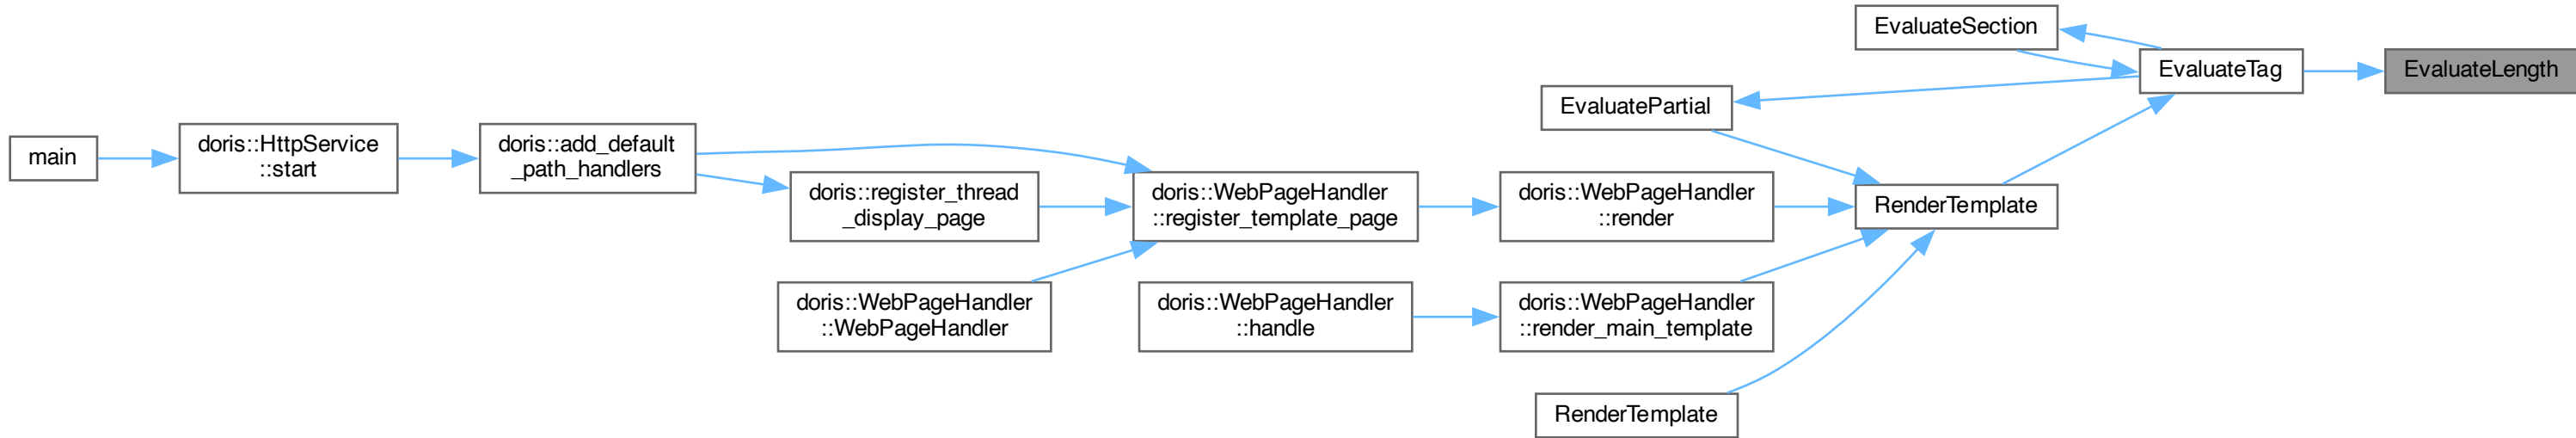 main
doris::HttpService
::start
doris::add_default
_path_handlers
doris::register_thread
_display_page
doris::WebPageHandler
::WebPageHandler
doris::WebPageHandler
::register_template_page
doris::WebPageHandler
::handle
EvaluatePartial
doris::WebPageHandler
::render
doris::WebPageHandler
::render_main_template
RenderTemplate
EvaluateSection
RenderTemplate
EvaluateTag
EvaluateLength